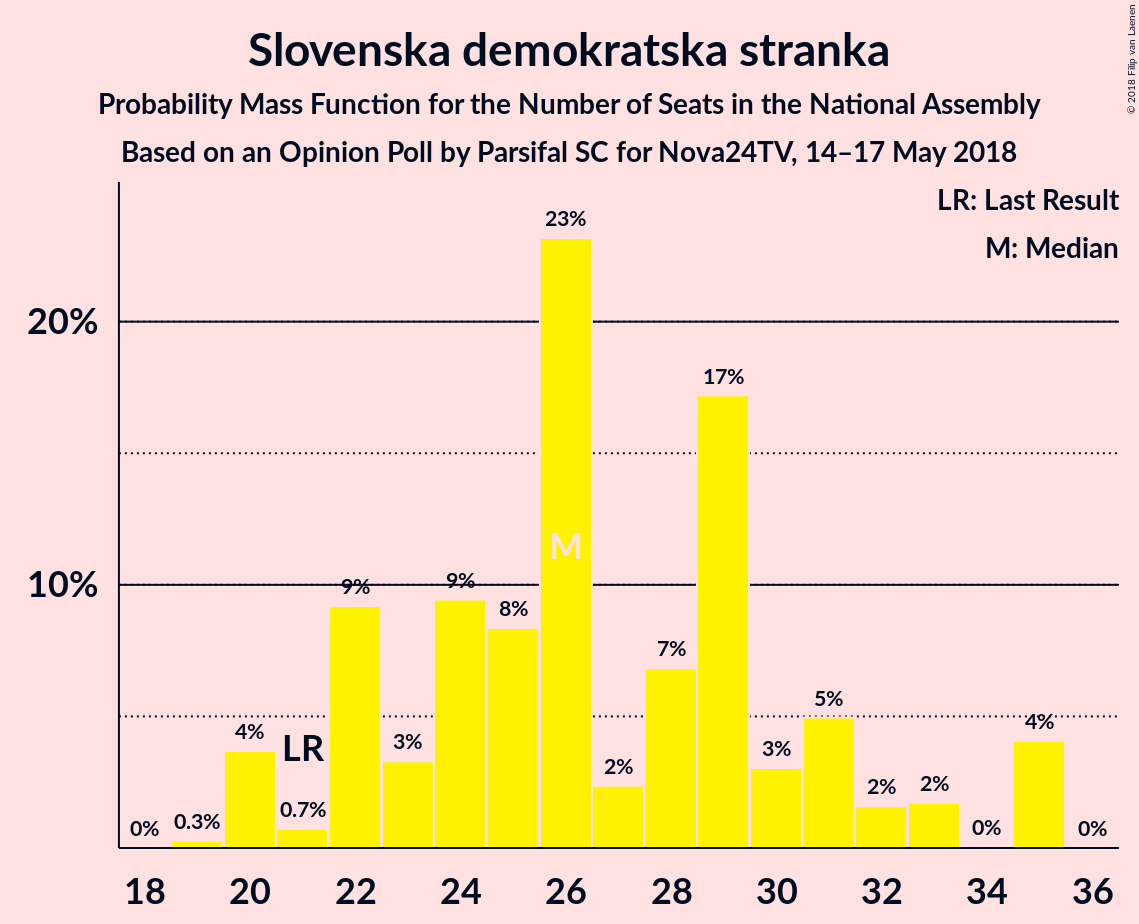 © 2018 Filip van Laenen
Slovenska demokratska stranka
Probability Mass Function for the Number of Seats in the National Assembly
Based on an Opinion Poll by Parsifal SC for Nova24TV, 14–17 May 2018
LR: Last Result
M: Median
20%
10%
0%
0.3%
4%
LR
0.7%
9%
3%
9%
8%
23%
M
2%
7%
17%
3%
5%
2%
2%
0%
4%
0%
18 20 22 24 26 28 30 32 34 36